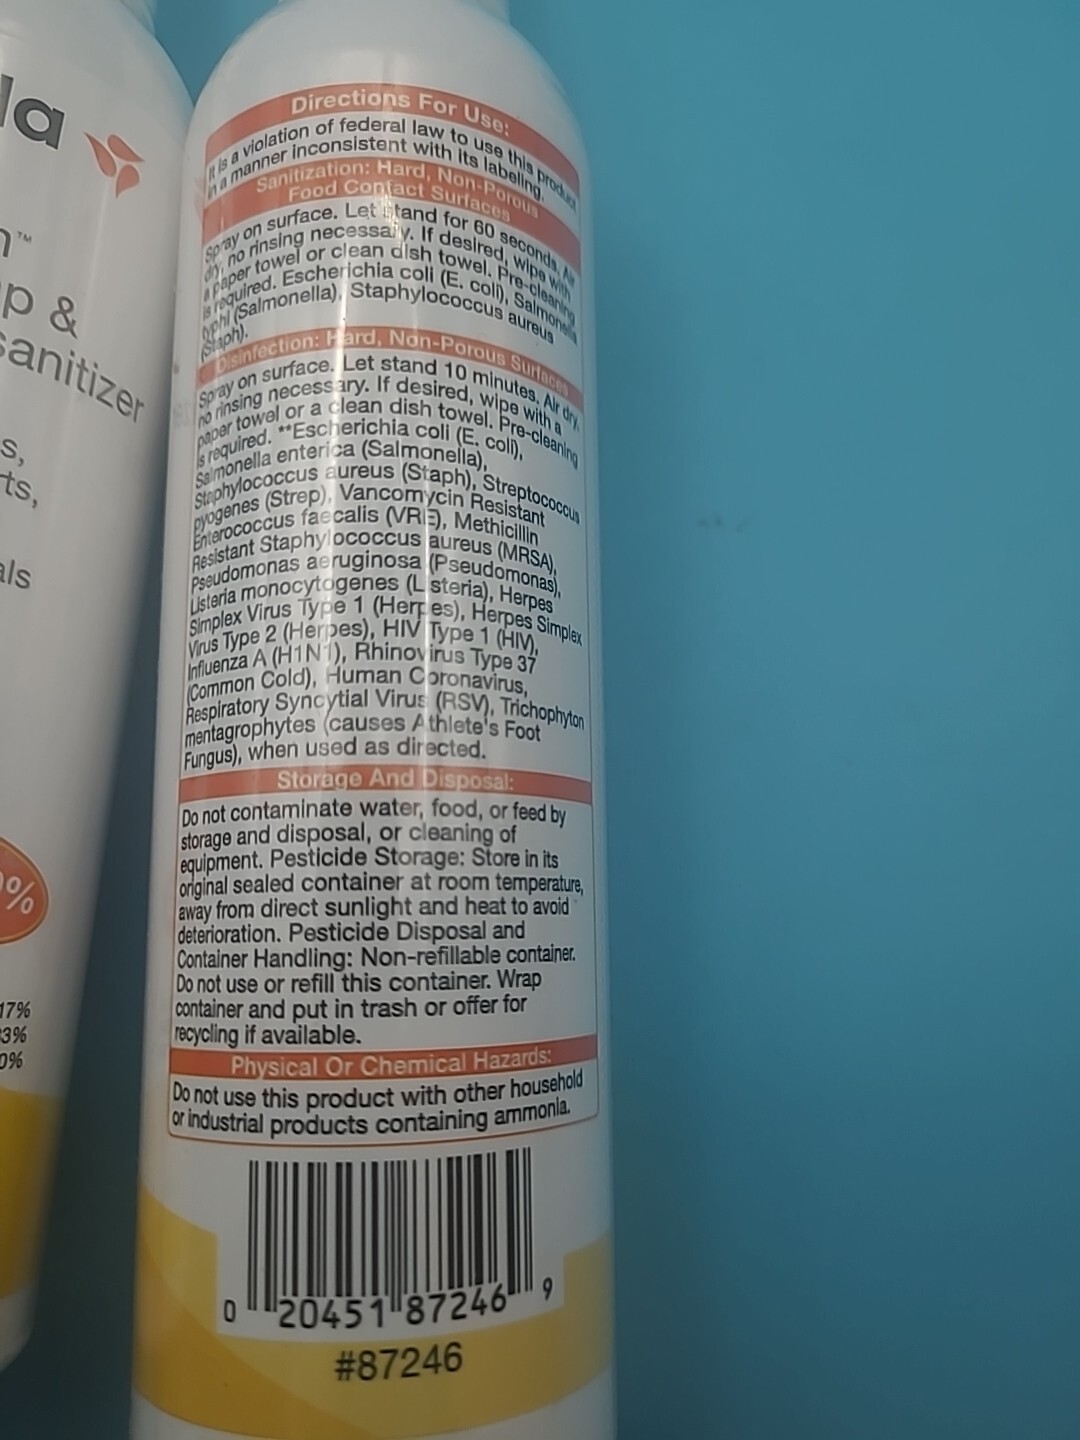 la
™
p &
sanitizer
s,
ts,
als
%
17%
3%
0%
Directions For Use:
It is a violation of federal law to use this product
in a manner inconsistent with its labeling.
Sanitization: Hard, Non-Porous
Food Contact Surfaces
Spray on surface. Let stand for 60 seconds. Air
dry, no rinsing necessary. If desired, wipe with
a paper towel or clean dish towel. Pre-cleaning
is required. Escherichia coli (E. coli), Salmonella
typhi (Salmonella), Staphylococcus aureus
(Staph).
Disinfection: Hard, Non-Porous Surfaces
Spray on surface. Let stand 10 minutes. Air dry,
no rinsing necessary. If desired, wipe with a
paper towel or a clean dish towel. Pre-cleaning
is required. **Escherichia coli (E. coli),
Salmonella enterica (Salmonella),
Staphylococcus aureus (Staph), Streptococcus
pyogenes (Strep), Vancomycin Resistant
Enterococcus faecalis (VRE), Methicillin
Resistant Staphylococcus aureus (MRSA),
Pseudomonas aeruginosa (Pseudomonas),
Listeria monocytogenes (Listeria), Herpes
Simplex Virus Type 1 (Herpes), Herpes Simplex
Virus Type 2 (Herpes), HIV Type 1 (HIV),
Influenza A (H1N1), Rhinovirus Type 37
(Common Cold), Human Coronavirus,
Respiratory Syncytial Virus (RSV), Trichophyton
mentagrophytes (causes Athlete's Foot
Fungus), when used as directed.
Storage And Disposal:
Do not contaminate water, food, or feed by
storage and disposal, or cleaning of
equipment. Pesticide Storage: Store in its
original sealed container at room temperature,
away from direct sunlight and heat to avoid
deterioration. Pesticide Disposal and
Container Handling: Non-refillable container.
Do not use or refill this container. Wrap
container and put in trash or offer for
recycling if available.
Physical Or Chemical Hazards:
Do not use this product with other household
or industrial products containing ammonia.
0 20451 87246 9
#87246